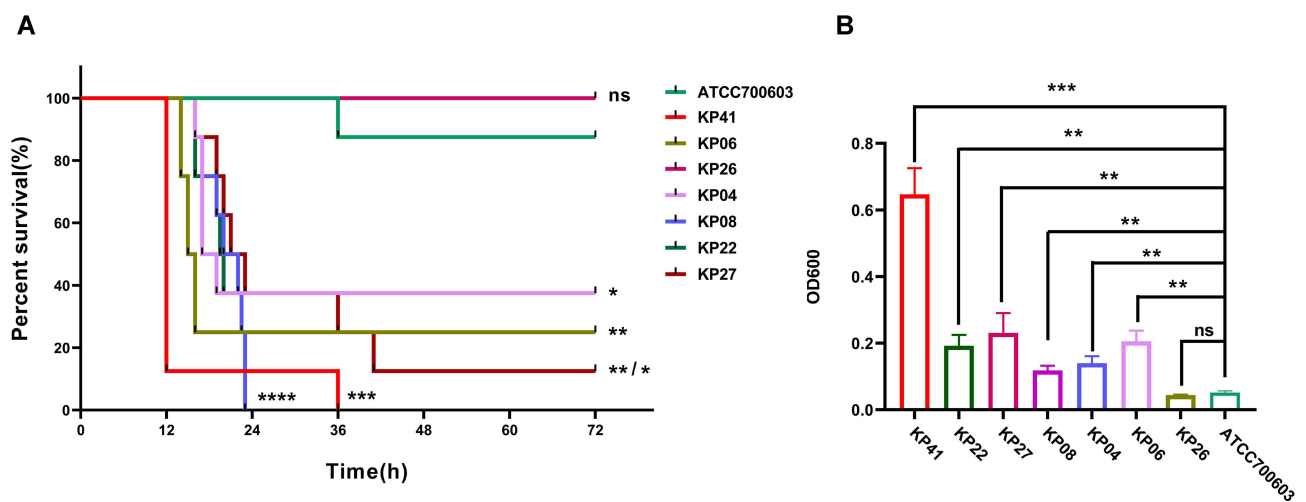 A
B
Percent survival(%)
100
80
60
40
20
0
0 12 24 36 48 60 72
Time(h)
ns
*
**
**/*
****
***
ATCC700603
KP41
KP06
KP26
KP04
KP08
KP22
KP27
OD600
0.8
0.6
0.4
0.2
0.0
***
**
**
**
**
**
ns
KP41
KP22
KP27
KP08
KP04
KP06
KP26
ATCC700603